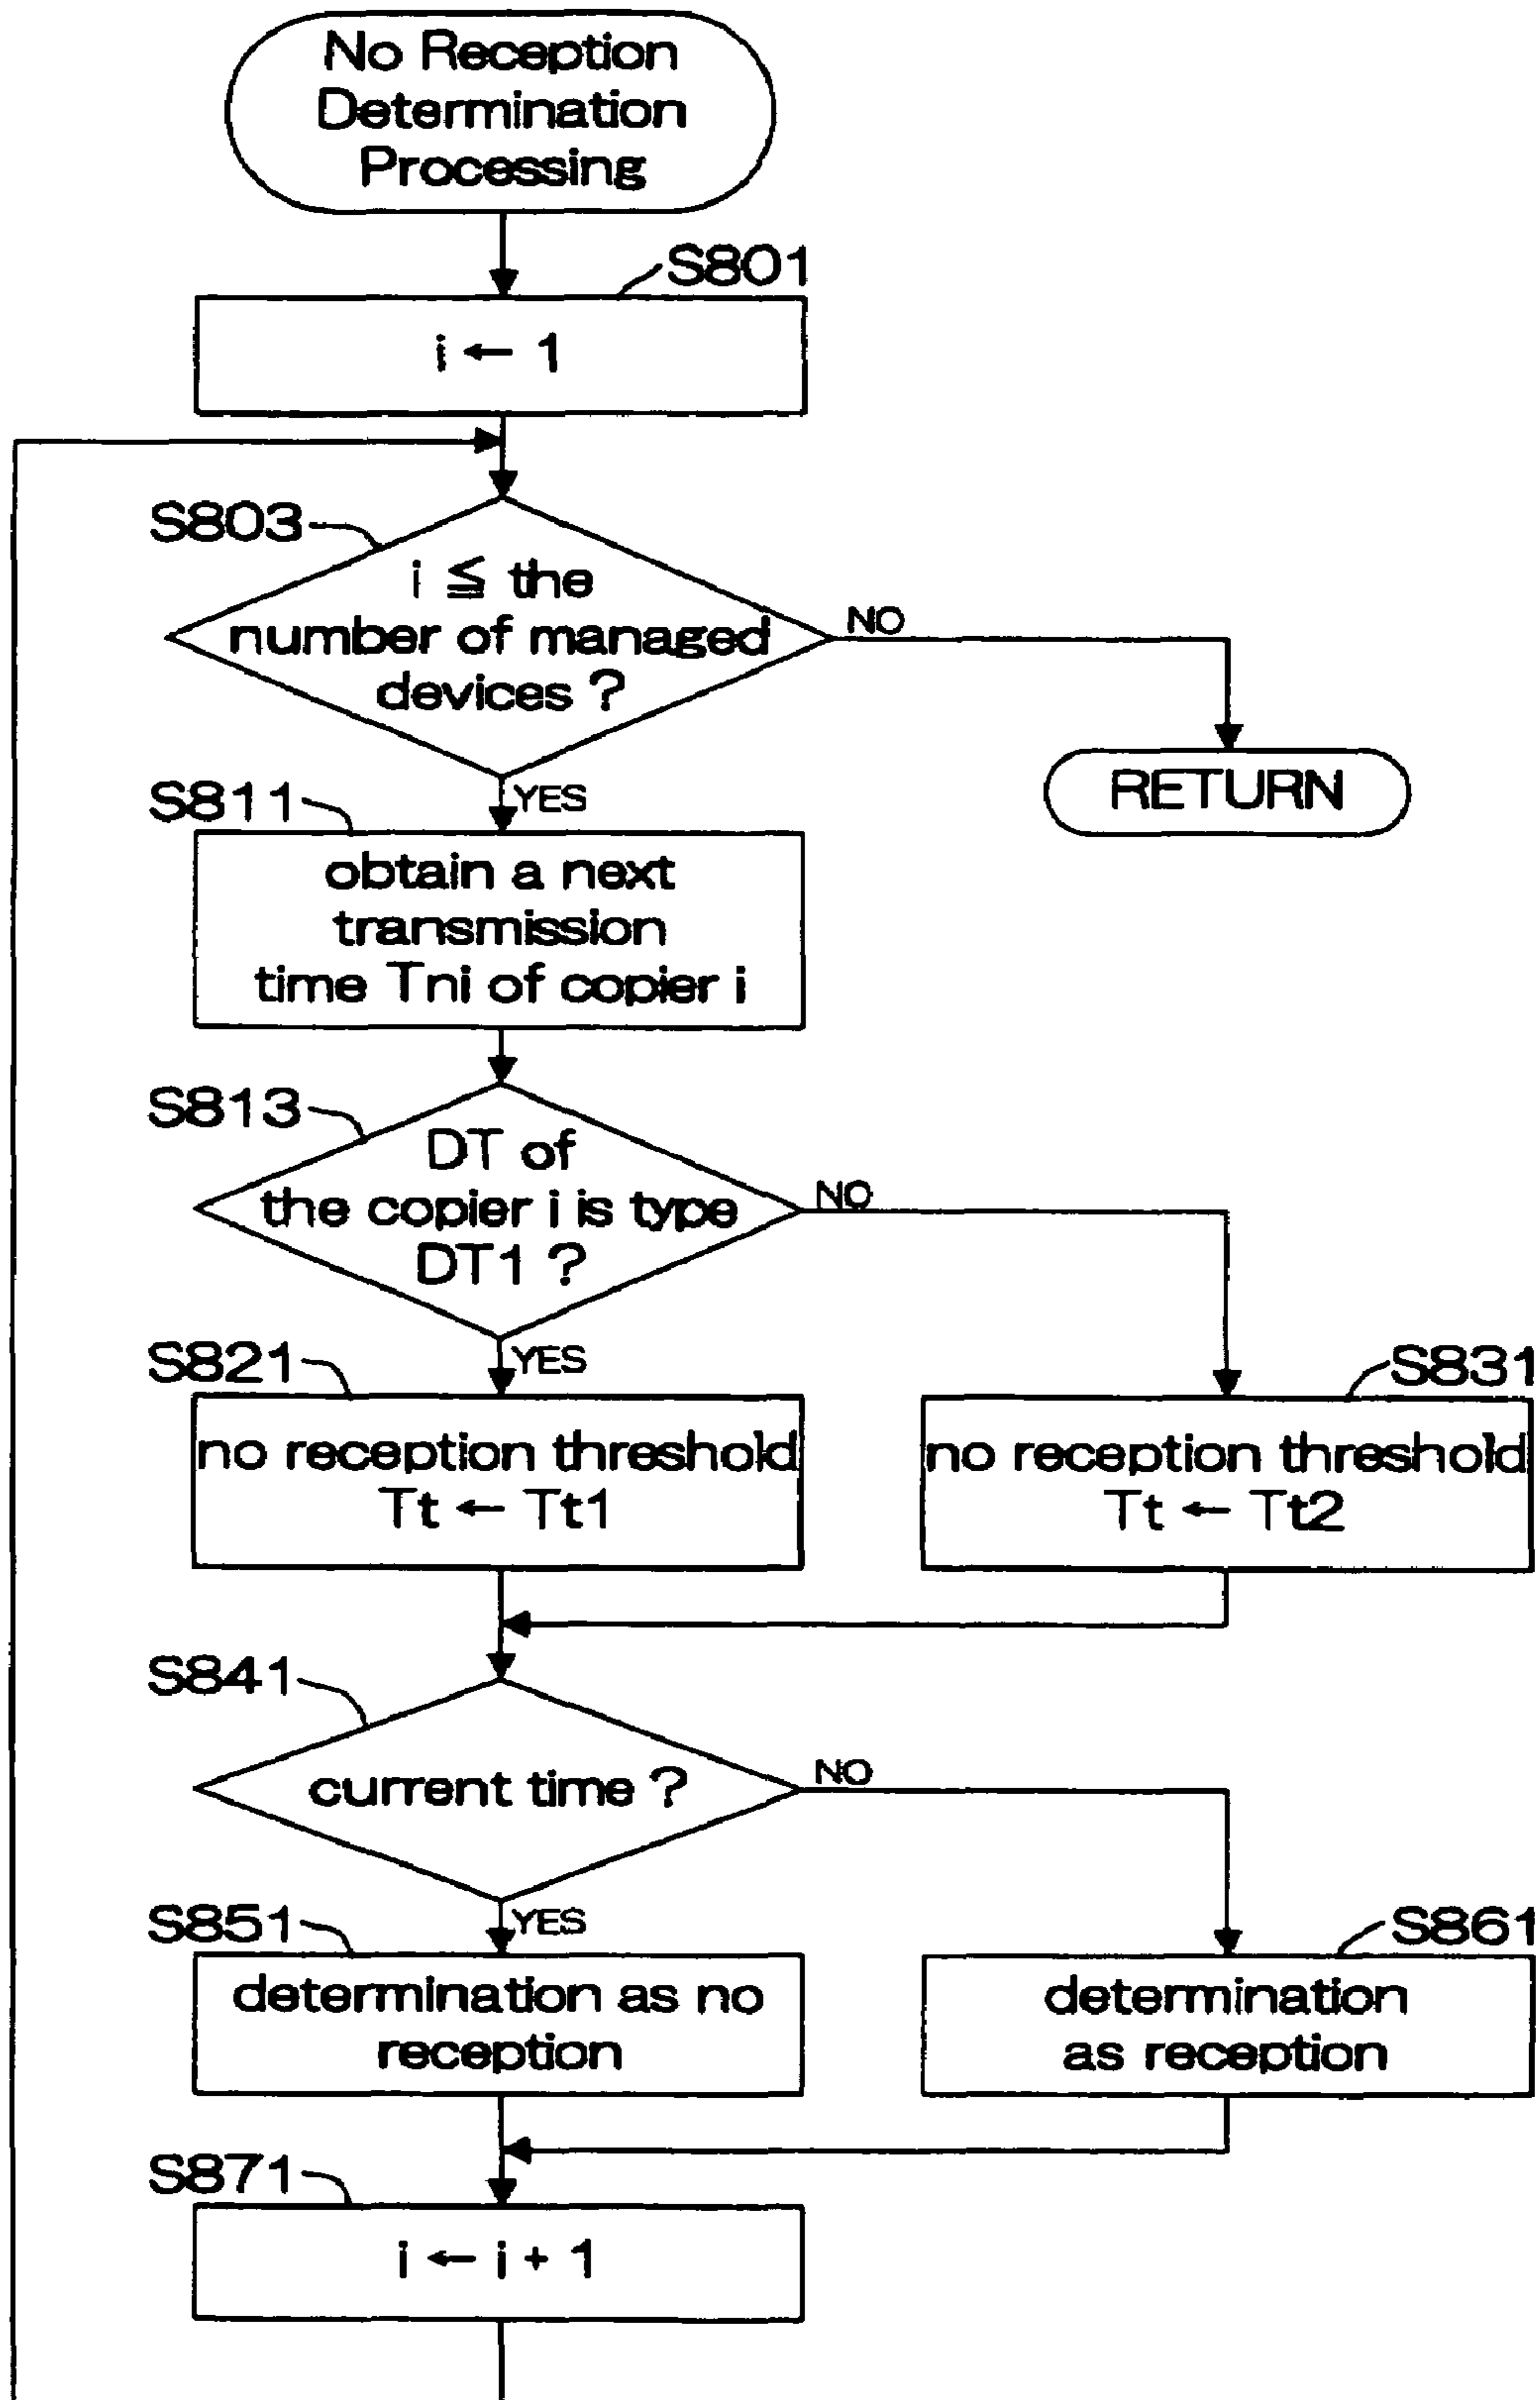 No Reception
Determination
Processing
S801
i ← 1
S803
i ≦ the
number of managed
devices ?
NO
YES
RETURN
S811
obtain a next
transmission
time Tni of copier i
S813
DT of
the copier i is type
DT1 ?
NO
YES
S821
no reception threshold
Tt ← Tt1
S831
no reception threshold
Tt ← Tt2
S841
current time ?
NO
YES
S851
determination as no
reception
S861
determination
as reception
S871
i ← i + 1